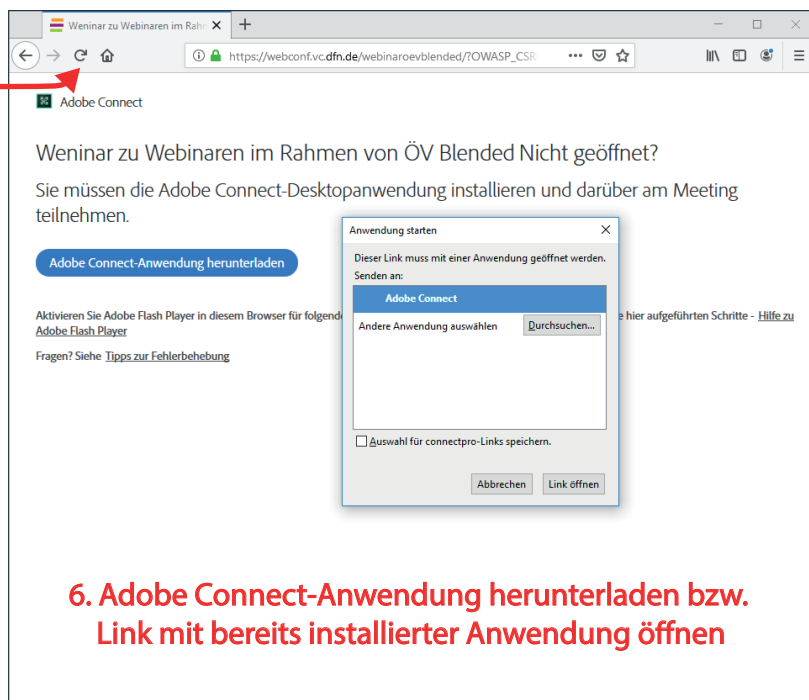 Weninar zu Webinaren im Rahm
https://webconf.vc.dfn.de/webinaroevblended/?OWASP_CSR
Adobe Connect
Weninar zu Webinaren im Rahmen von ÖV Blended Nicht geöffnet?
Sie müssen die Adobe Connect-Desktopanwendung installieren und darüber am Meeting
teilnehmen.
Adobe Connect-Anwendung herunterladen
Aktivieren Sie Adobe Flash Player in diesem Browser für folgend
e hier aufgeführten Schritte - Hilfe zu
Adobe Flash Player
Fragen? Siehe Tipps zur Fehlerbehebung
Anwendung starten
Dieser Link muss mit einer Anwendung geöffnet werden.
Senden an:
Adobe Connect
Andere Anwendung auswählen
Durchsuchen...
Auswahl für connectpro-Links speichern.
Abbrechen
Link öffnen
6. Adobe Connect-Anwendung herunterladen bzw.
Link mit bereits installierter Anwendung öffnen